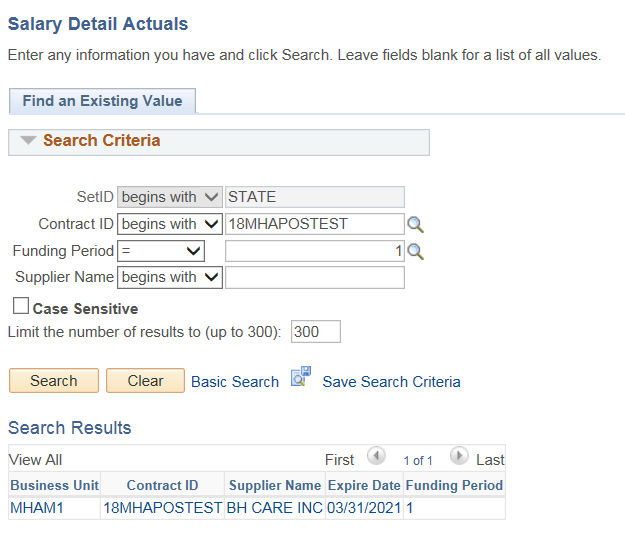 Salary Detail Actuals
Enter any information you have and click Search. Leave fields blank for a list of all values.
Find an Existing Value
Search Criteria
SetID begins with STATE
Contract ID begins with 18MHAPOSTEST
Funding Period = 1
Supplier Name begins with
Case Sensitive
Limit the number of results to (up to 300): 300
Search Clear Basic Search Save Search Criteria
Search Results
View All First 1 of 1 Last
Business Unit Contract ID Supplier Name Expire Date Funding Period
MHAM1 18MHAPOSTEST BH CARE INC 03/31/2021 1